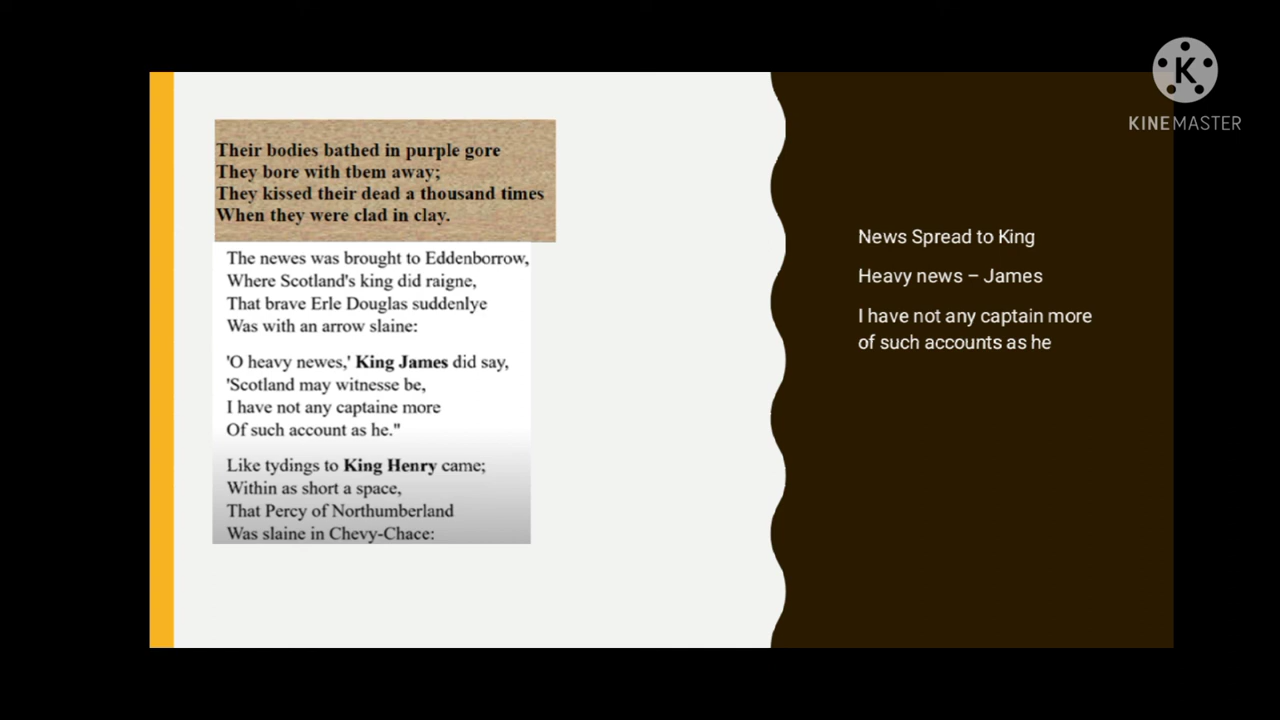 Their bodies bathed in purple gore
They bore with tbem away;
They kissed their dead a thousand times
When they were clad in clay.
The newes was brought to Eddenborrow,
Where Scotland's king did raigne,
That brave Erle Douglas suddenlye
Was with an arrow slaine:
'O heavy newes,' King James did say,
'Scotland may witnesse be,
I have not any captaine more
Of such account as he."
Like tydings to King Henry came;
Within as short a space,
That Percy of Northumberland
Was slaine in Chevy-Chace:
News Spread to King
Heavy news – James
I have not any captain more
of such accounts as he
K
KINEMASTER